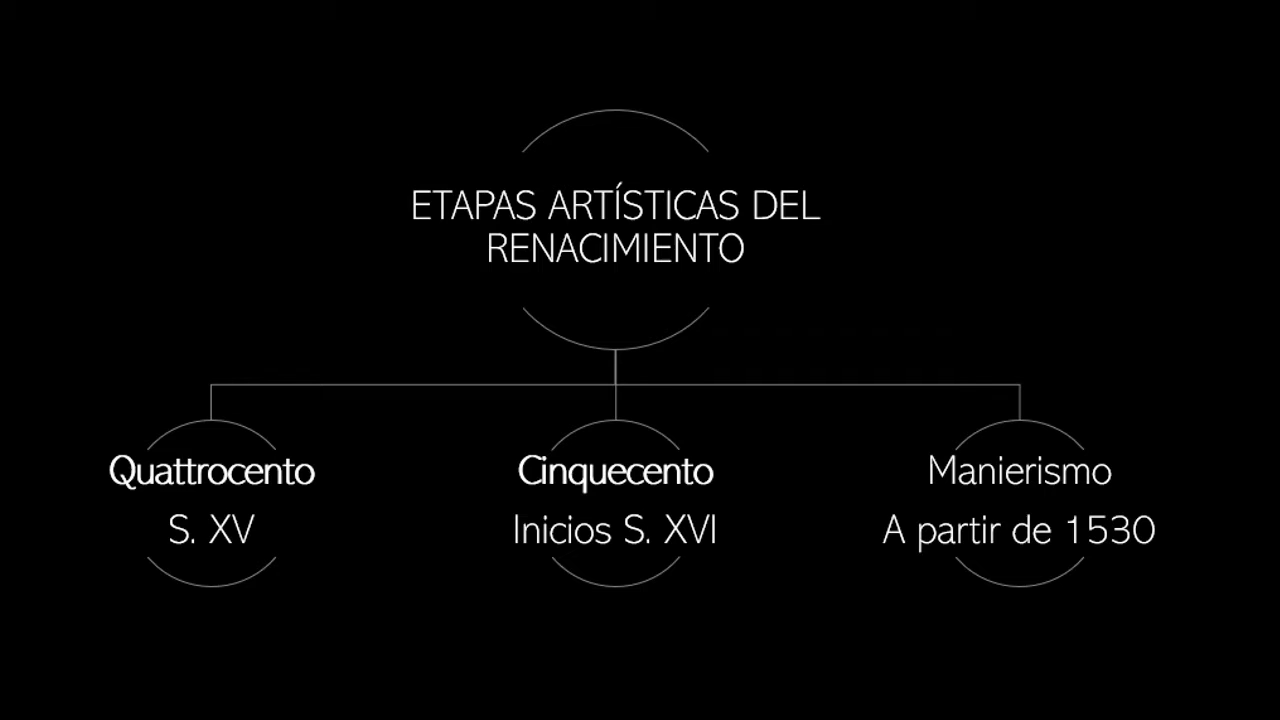 ETAPAS ARTÍSTICAS DEL
RENACIMIENTO
Quattrocento
S. XV
Cinquecento
Inicios S. XVI
Manierismo
A partir de 1530